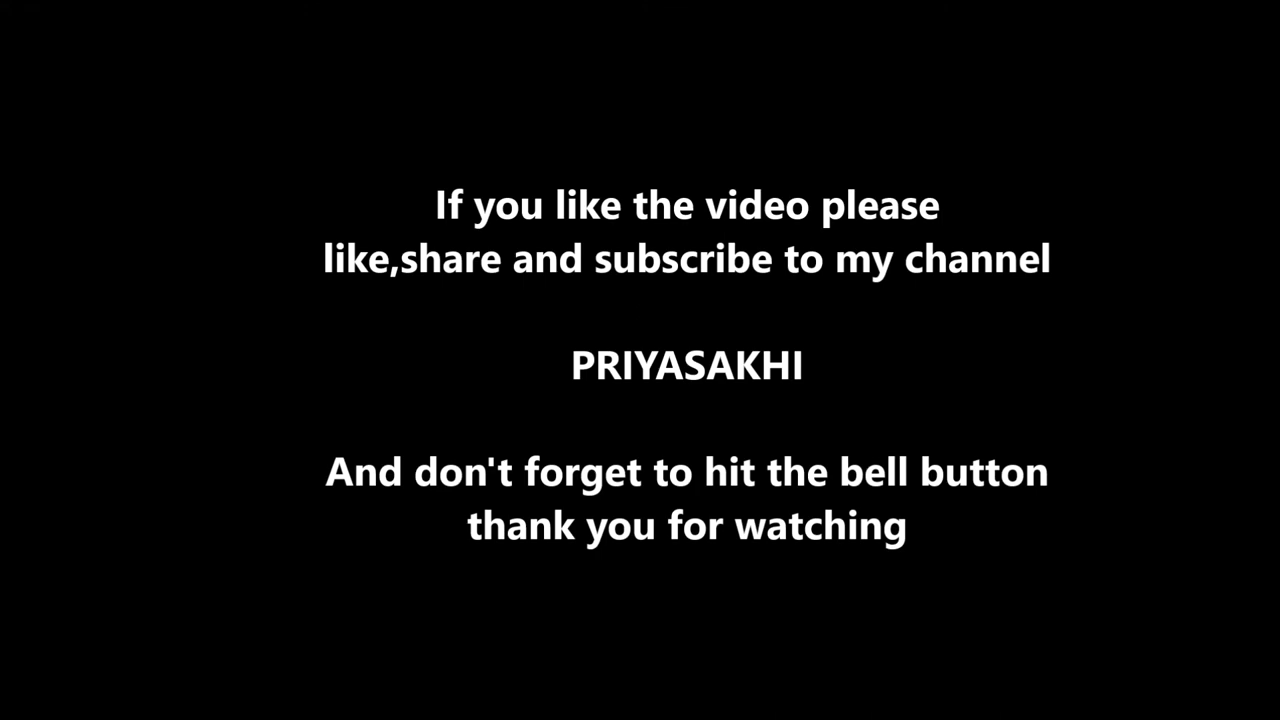 If you like the video please
like,share and subscribe to my channel
PRIYASAKHI
And don't forget to hit the bell button
thank you for watching